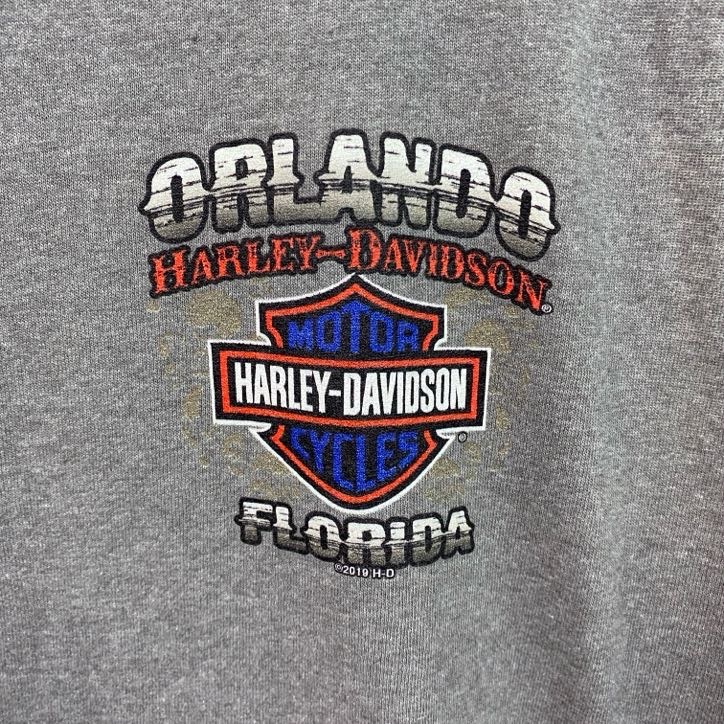 ORLANDO
HARLEY-DAVIDSON®
MOTOR
HARLEY-DAVIDSON
CYCLES ®
FLORIDA
©2019 H-D